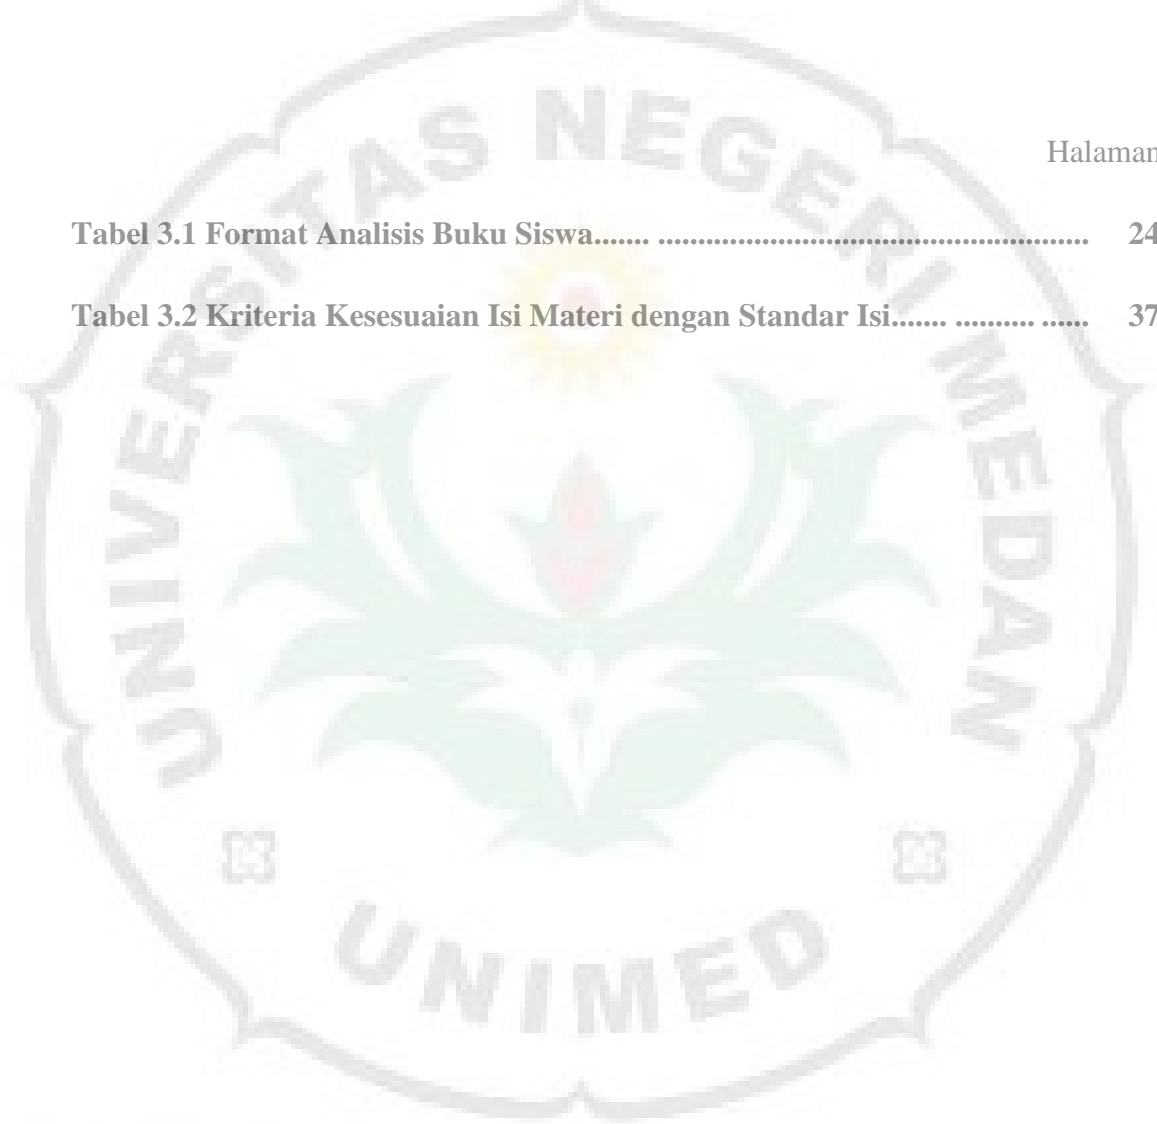 Halaman
Tabel 3.1 Format Analisis Buku Siswa....... ...................................................... 24
Tabel 3.2 Kriteria Kesesuaian Isi Materi dengan Standar Isi....... .......... ...... 37
UNIVERSITAS NEGERI MEDAN
UNIMED